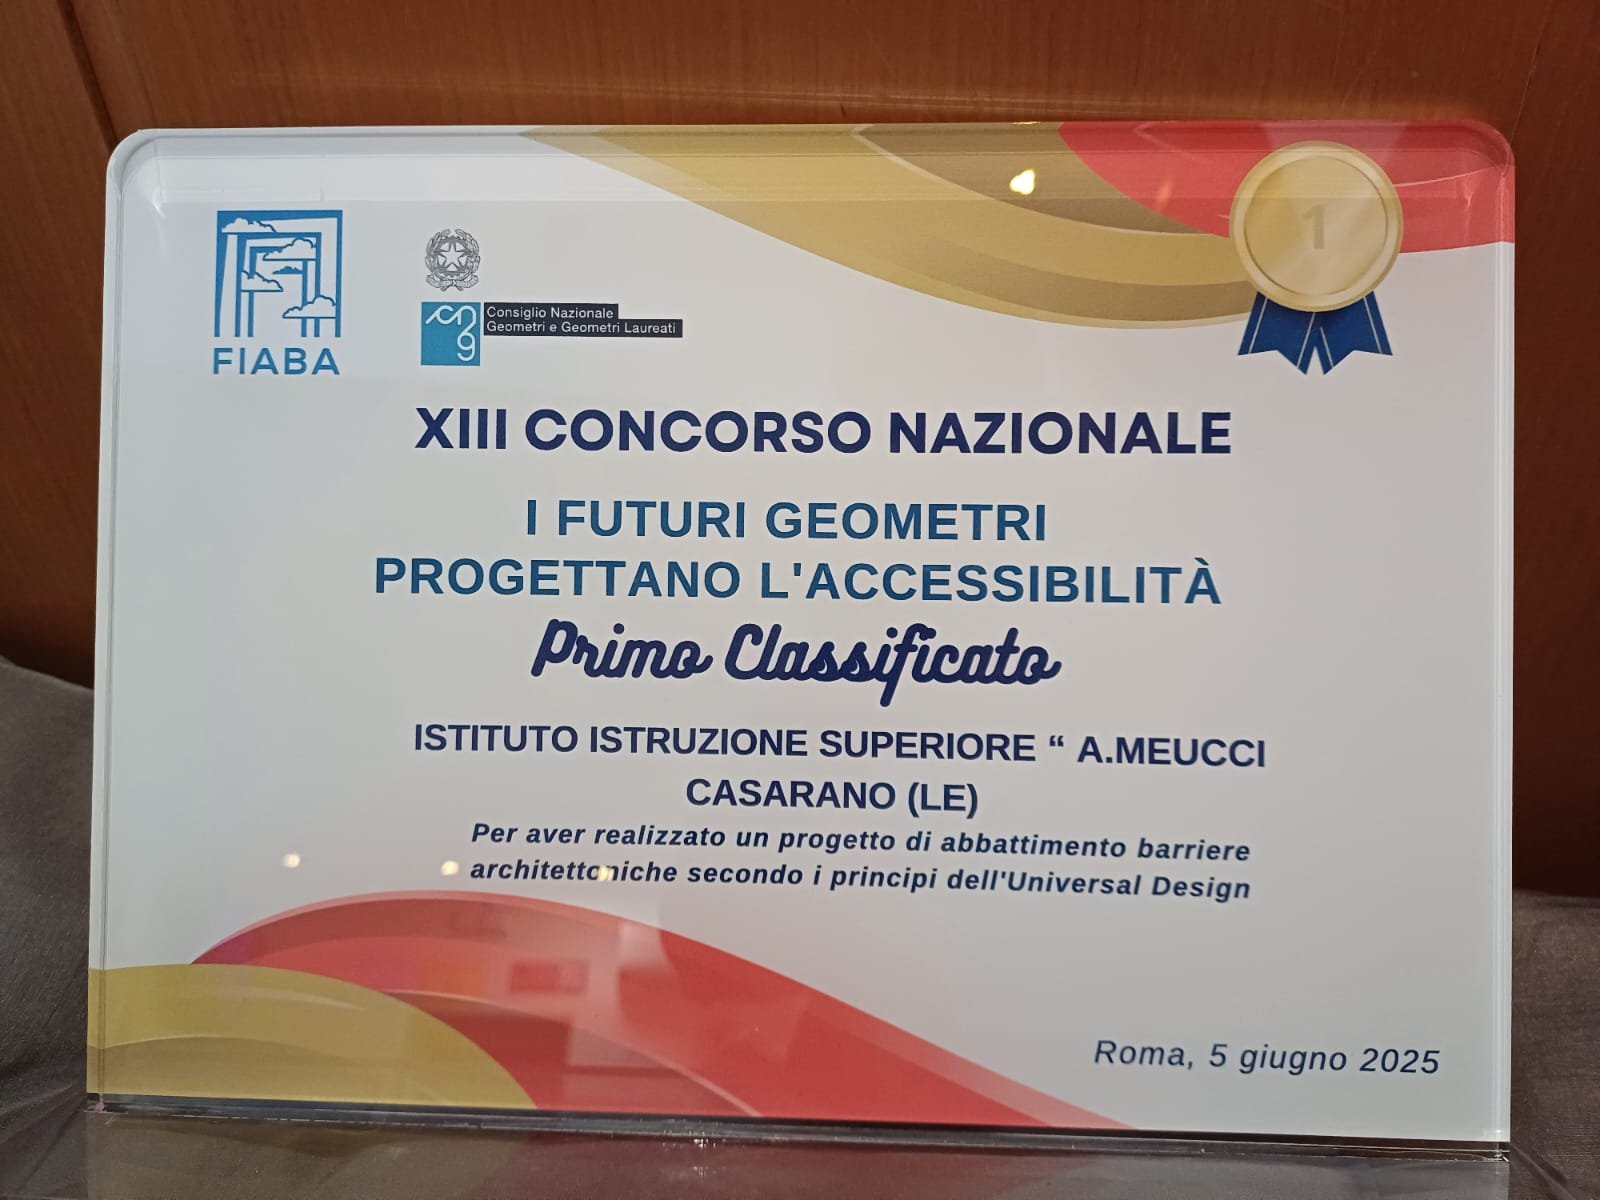 FIABA
cng
Consiglio Nazionale
Geometri e Geometri Laureati
1
XIII CONCORSO NAZIONALE
I FUTURI GEOMETRI
PROGETTANO L'ACCESSIBILITÀ
Primo Classificato
ISTITUTO ISTRUZIONE SUPERIORE “ A.MEUCCI
CASARANO (LE)
Per aver realizzato un progetto di abbattimento barriere
architettoniche secondo i principi dell'Universal Design
Roma, 5 giugno 2025